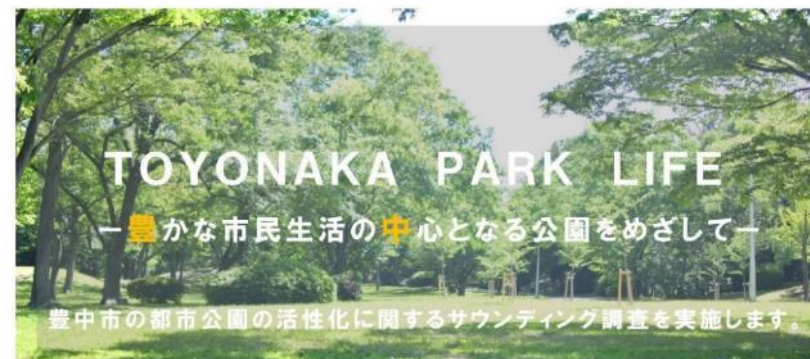 TOYONAKA PARK LIFE
ー豊かな市民生活の中心となる公園をめざしてー
豊中市の都市公園の活性化に関するサウンディング調査を実施します。